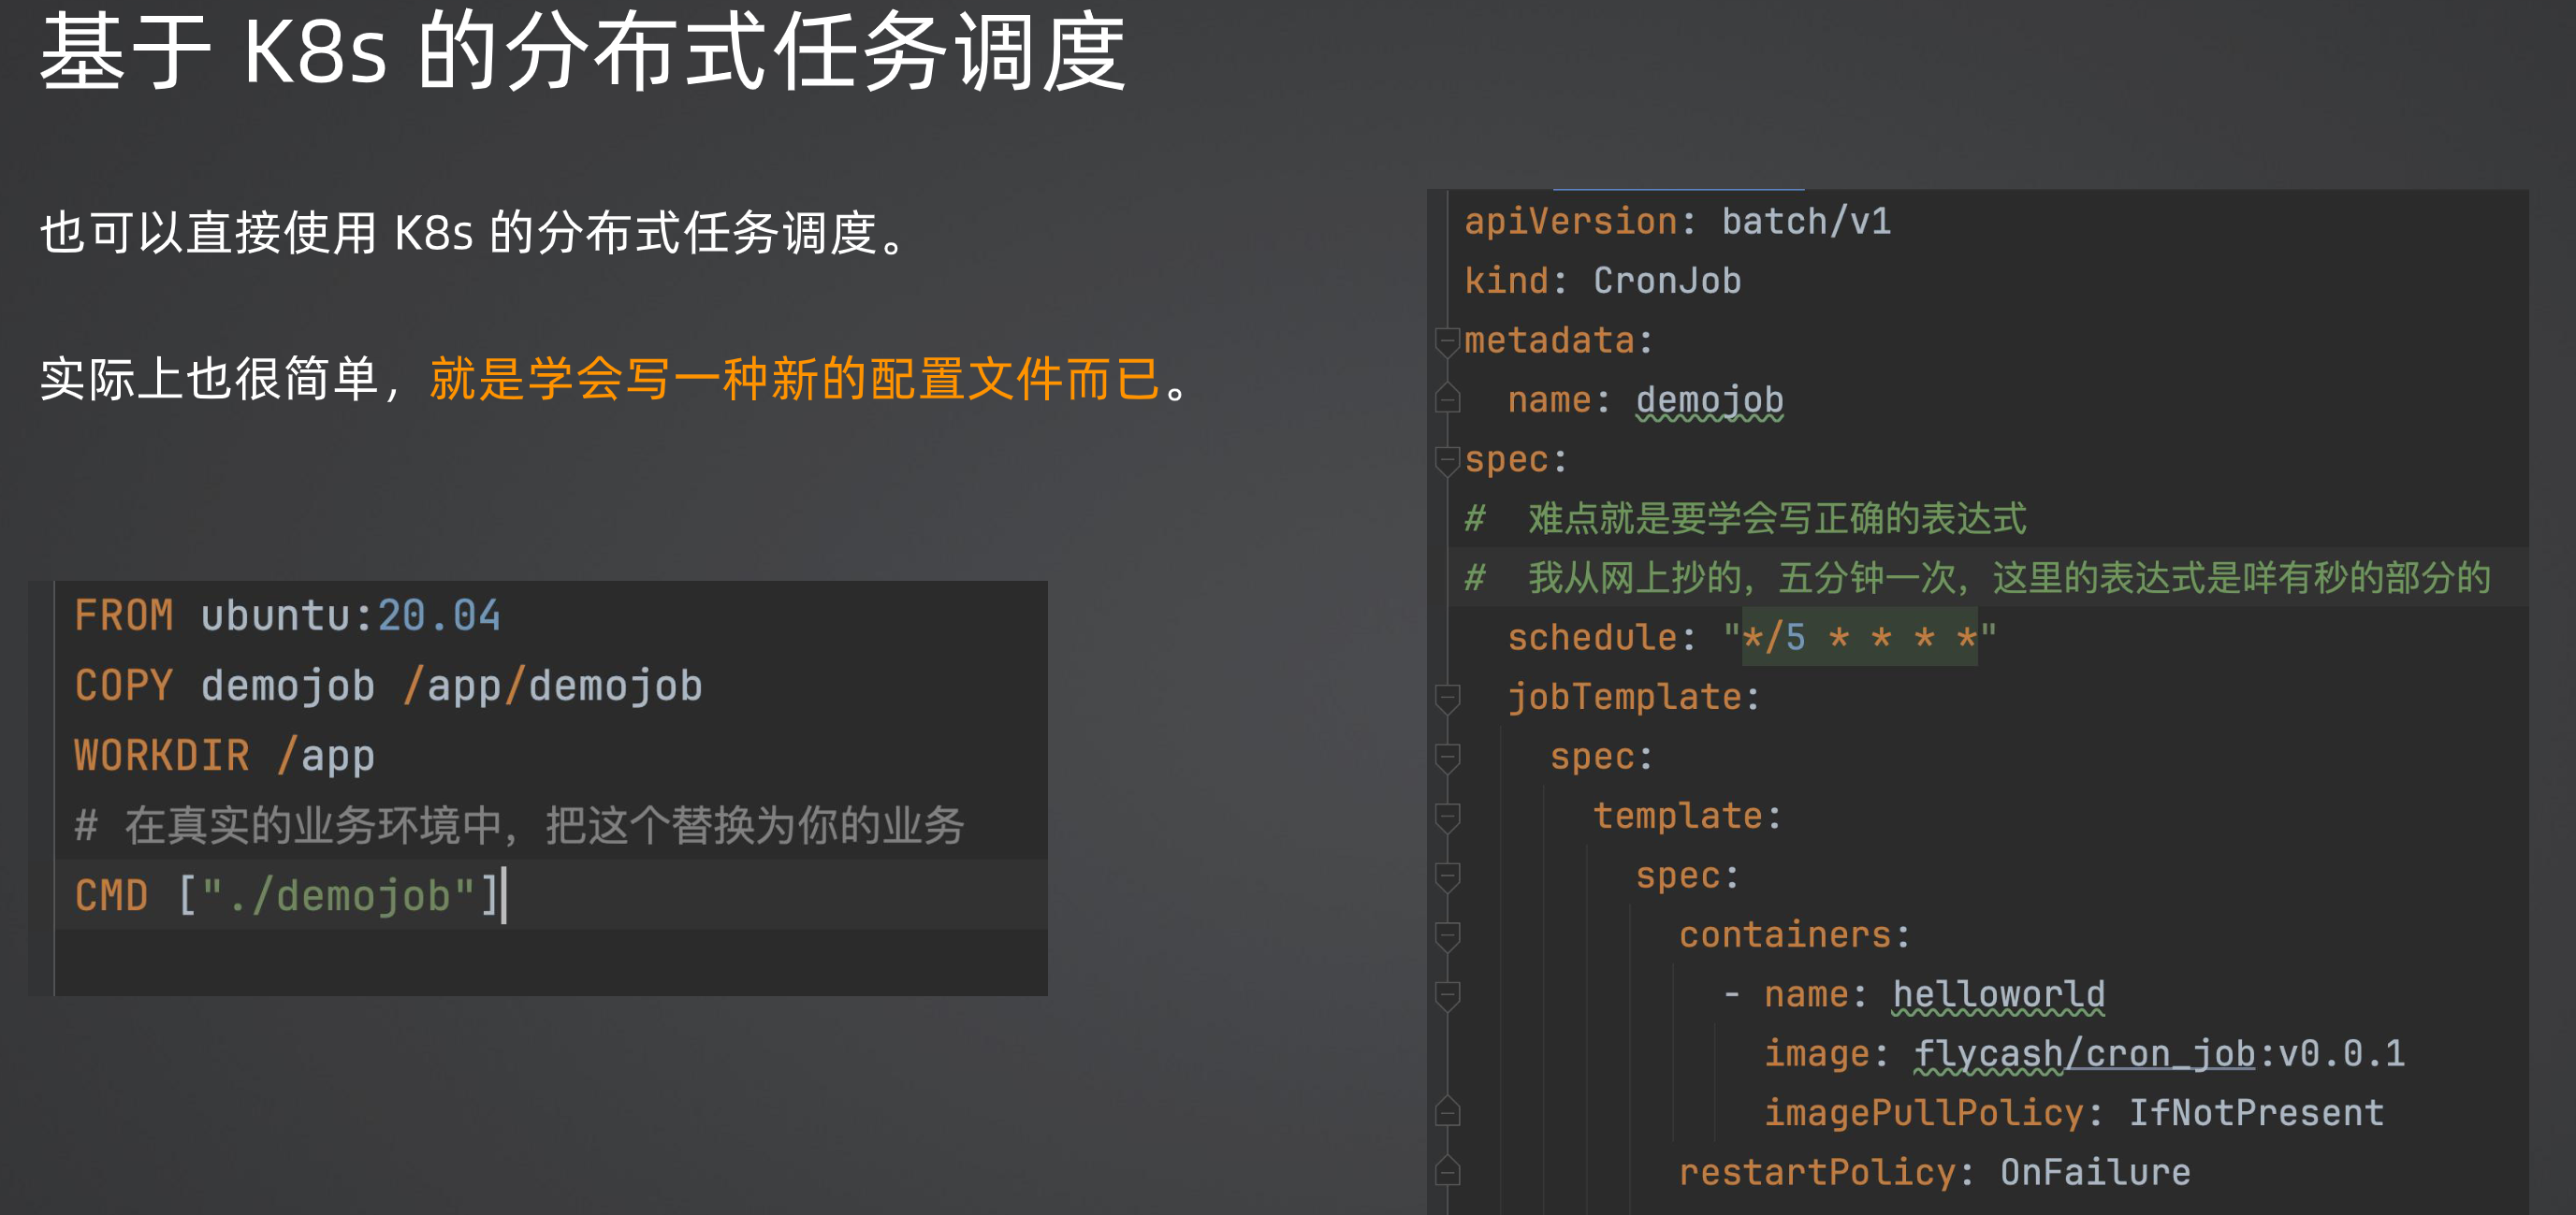 基于 K8s 的分布式任务调度
也可以直接使用 K8s 的分布式任务调度。
实际上也很简单，就是学会写一种新的配置文件而已。
FROM ubuntu:20.04
COPY demojob /app/demojob
WORKDIR /app
# 在真实的业务环境中，把这个替换为你的业务
CMD ["./demojob"]
apiVersion: batch/v1
kind: CronJob
metadata:
  name: demojob
spec:
#  难点就是要学会写正确的表达式
#  我从网上抄的，五分钟一次，这里的表达式是咩有秒的部分的
  schedule: "*/5 * * * *"
  jobTemplate:
    spec:
      template:
        spec:
          containers:
            - name: helloworld
              image: flycash/cron_job:v0.0.1
              imagePullPolicy: IfNotPresent
          restartPolicy: OnFailure